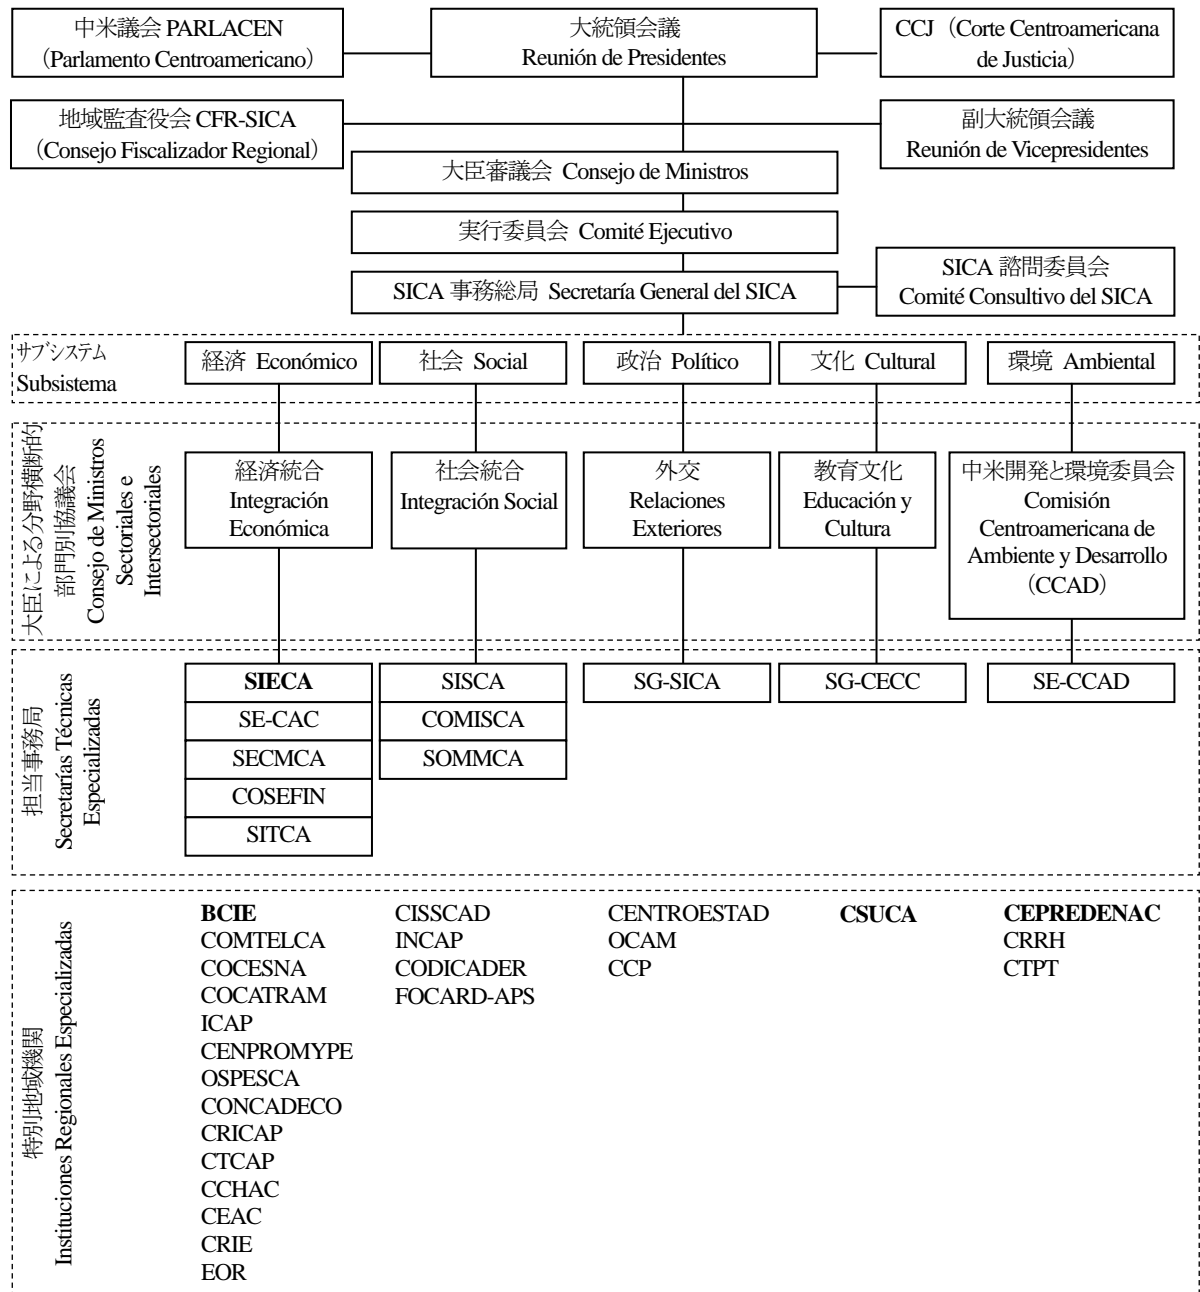 中米議会 PARLACEN
（Parlamento Centroamericano）
大統領会議
Reunión de Presidentes
CCJ（Corte Centroamericana
de Justicia）
地域監査役会 CFR-SICA
（Consejo Fiscalizador Regional）
副大統領会議
Reunión de Vicepresidentes
大臣審議会 Consejo de Ministros
実行委員会 Comité Ejecutivo
SICA 事務総局 Secretaría General del SICA
SICA 諮問委員会
Comité Consultivo del SICA
サブシステム
Subsistema
経済 Económico
社会 Social
政治 Político
文化 Cultural
環境 Ambiental
大臣による分野横断的
部門別協議会
Consejo de Ministros
Sectoriales e
Intersectoriales
経済統合
Integración
Económica
社会統合
Integración Social
外交
Relaciones
Exteriores
教育文化
Educación y
Cultura
中米開発と環境委員会
Comisión
Centroamericana de
Ambiente y Desarrollo
（CCAD）
担当事務局
Secretarías Técnicas
Especializadas
SIECA
SE-CAC
SECMCA
COSEFIN
SITCA
SISCA
COMISCA
SOMMCA
SG-SICA
SG-CECC
SE-CCAD
特別地域機関
Instituciones Regionales Especializadas
BCIE
COMTELCA
COCESNA
COCATRAM
ICAP
CENPROMYPE
OSPESCA
CONCADECO
CRICAP
CTCAP
CCHAC
CEAC
CRIE
EOR
CISSCAD
INCAP
CODICADER
FOCARD-APS
CENTROESTAD
OCAM
CCP
CSUCA
CEPREDENAC
CRRH
CTPT